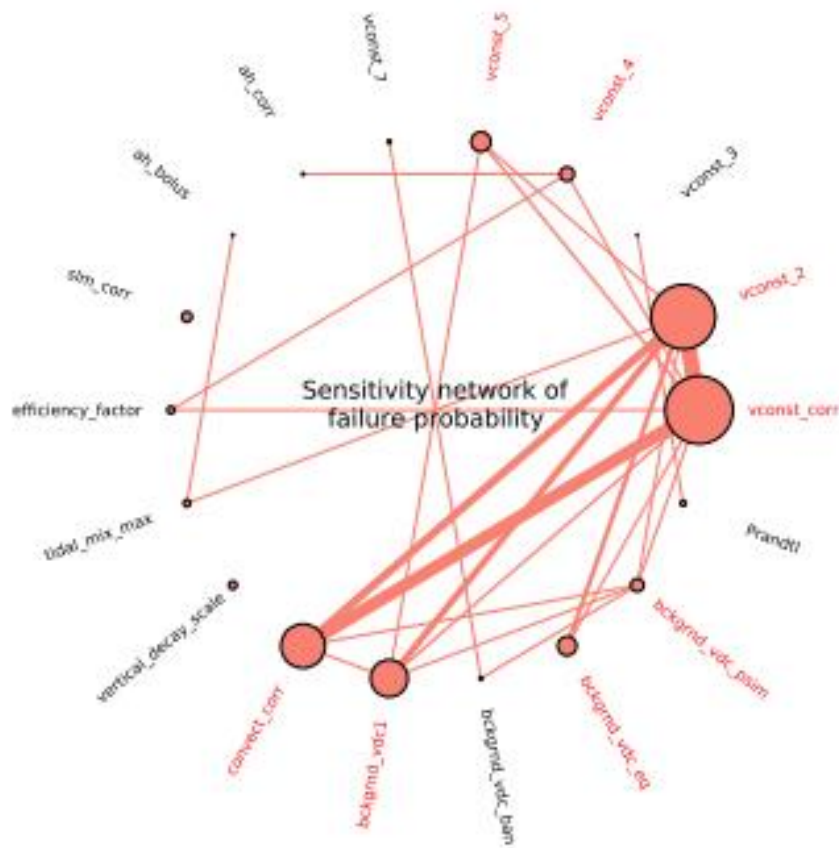 vconst_7
vconst_5
ah_corr
vconst_4
ah_bolus
vconst_3
slm_corr
vconst_2
Sensitivity network of
failure probability
efficiency_factor
vconst_corr
tidal_mix_max
Prandtl
vertical_decay_scale
bckgrnd_vdc_psim
convect_corr
bckgrnd_vdc1
bckgrnd_vdc_ban
bckgrnd_vdc_eq